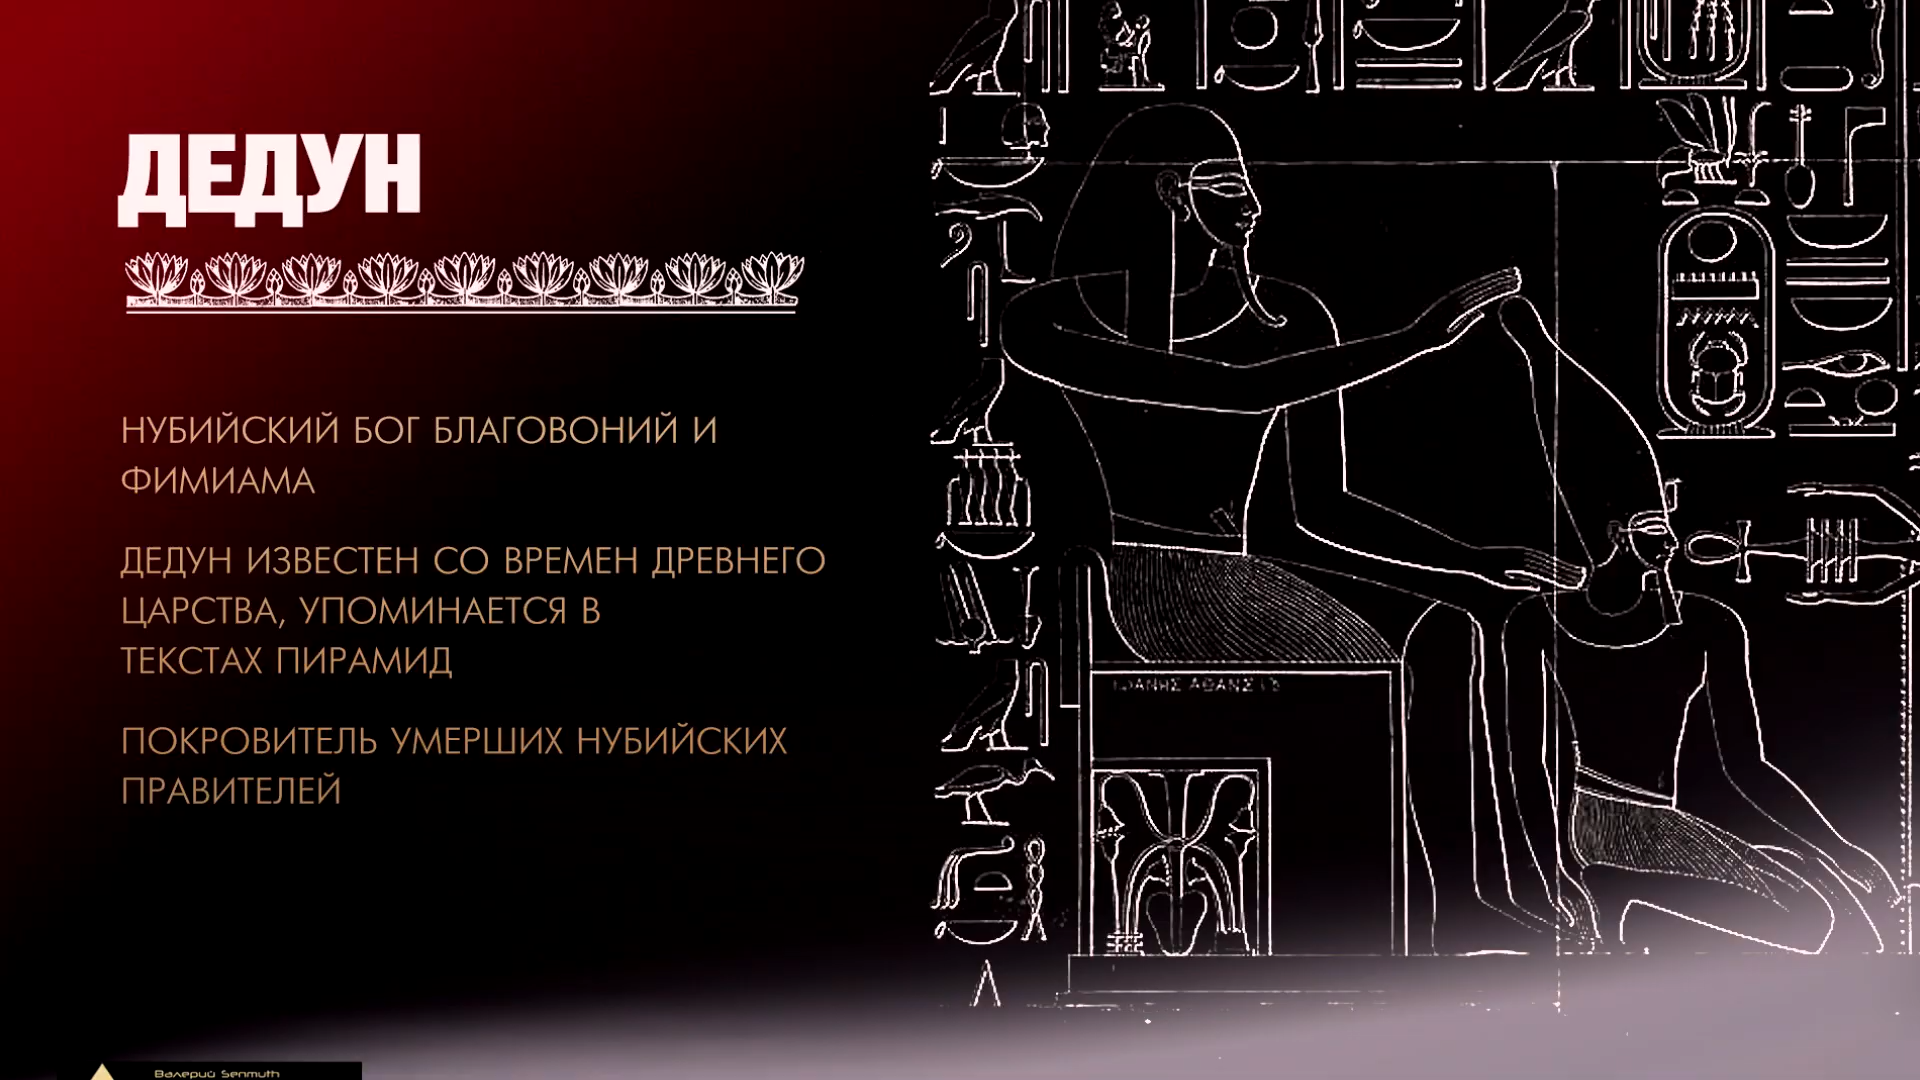 ДЕДУН
НУБИЙСКИЙ БОГ БЛАГОВОНИЙ И
ФИМИАМА
ДЕДУН ИЗВЕСТЕН СО ВРЕМЕН ДРЕВНЕГО
ЦАРСТВА, УПОМИНАЕТСЯ В
ТЕКСТАХ ПИРАМИД
ПОКРОВИТЕЛЬ УМЕРШИХ НУБИЙСКИХ
ПРАВИТЕЛЕЙ
Валерий Senmuth